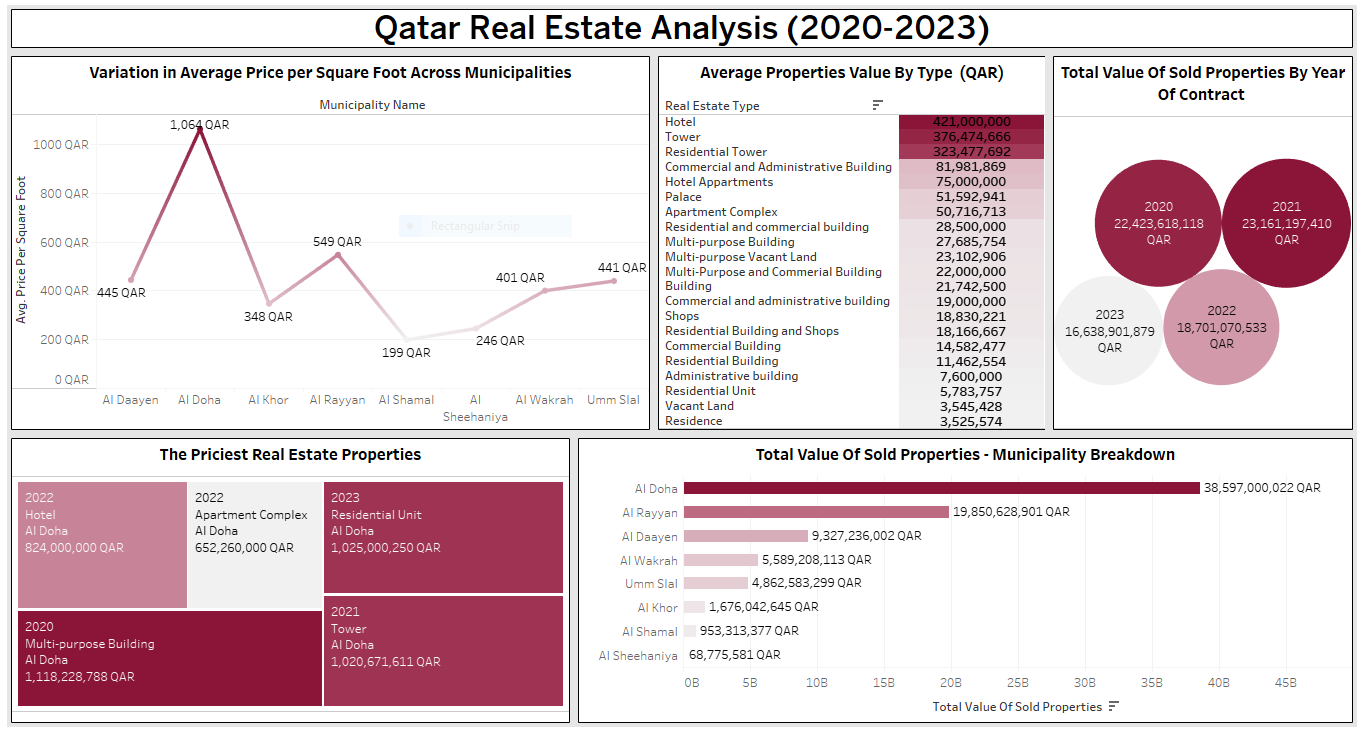 Qatar Real Estate Analysis (2020-2023)
Variation in Average Price per Square Foot Across Municipalities
Municipality Name
Avg. Price Per Square Foot
1000 QAR
800 QAR
600 QAR
400 QAR
200 QAR
0 QAR
445 QAR
1,064 QAR
348 QAR
549 QAR
199 QAR
246 QAR
401 QAR
441 QAR
Rectangular Snip
Al Daayen
Al Doha
Al Khor
Al Rayyan
Al Shamal
Al
Sheehaniya
Al Wakrah
Umm Slal
Average Properties Value By Type (QAR)
Real Estate Type
Hotel 421,000,000
Tower 376,474,666
Residential Tower 323,477,692
Commercial and Administrative Building 81,981,869
Hotel Appartments 75,000,000
Palace 51,592,941
Apartment Complex 50,716,713
Residential and commercial building 28,500,000
Multi-purpose Building 27,685,754
Multi-purpose Vacant Land 23,102,906
Multi-Purpose and Commerial Building 22,000,000
Building 21,742,500
Commercial and administrative building 19,000,000
Shops 18,830,221
Residential Building and Shops 18,166,667
Commercial Building 14,582,477
Residential Building 11,462,554
Administrative building 7,600,000
Residential Unit 5,783,757
Vacant Land 3,545,428
Residence 3,525,574
Total Value Of Sold Properties By Year
Of Contract
2020
22,423,618,118
QAR
2021
23,161,197,410
QAR
2023
16,638,901,879
QAR
2022
18,701,070,533
QAR
The Priciest Real Estate Properties
2022
Hotel
Al Doha
824,000,000 QAR
2022
Apartment Complex
Al Doha
652,260,000 QAR
2023
Residential Unit
Al Doha
1,025,000,250 QAR
2020
Multi-purpose Building
Al Doha
1,118,228,788 QAR
2021
Tower
Al Doha
1,020,671,611 QAR
Total Value Of Sold Properties - Municipality Breakdown
Al Doha 38,597,000,022 QAR
Al Rayyan 19,850,628,901 QAR
Al Daayen 9,327,236,002 QAR
Al Wakrah 5,589,208,113 QAR
Umm Slal 4,862,583,299 QAR
Al Khor 1,676,042,645 QAR
Al Shamal 953,313,377 QAR
Al Sheehaniya 68,775,581 QAR
0B 5B 10B 15B 20B 25B 30B 35B 40B 45B
Total Value Of Sold Properties